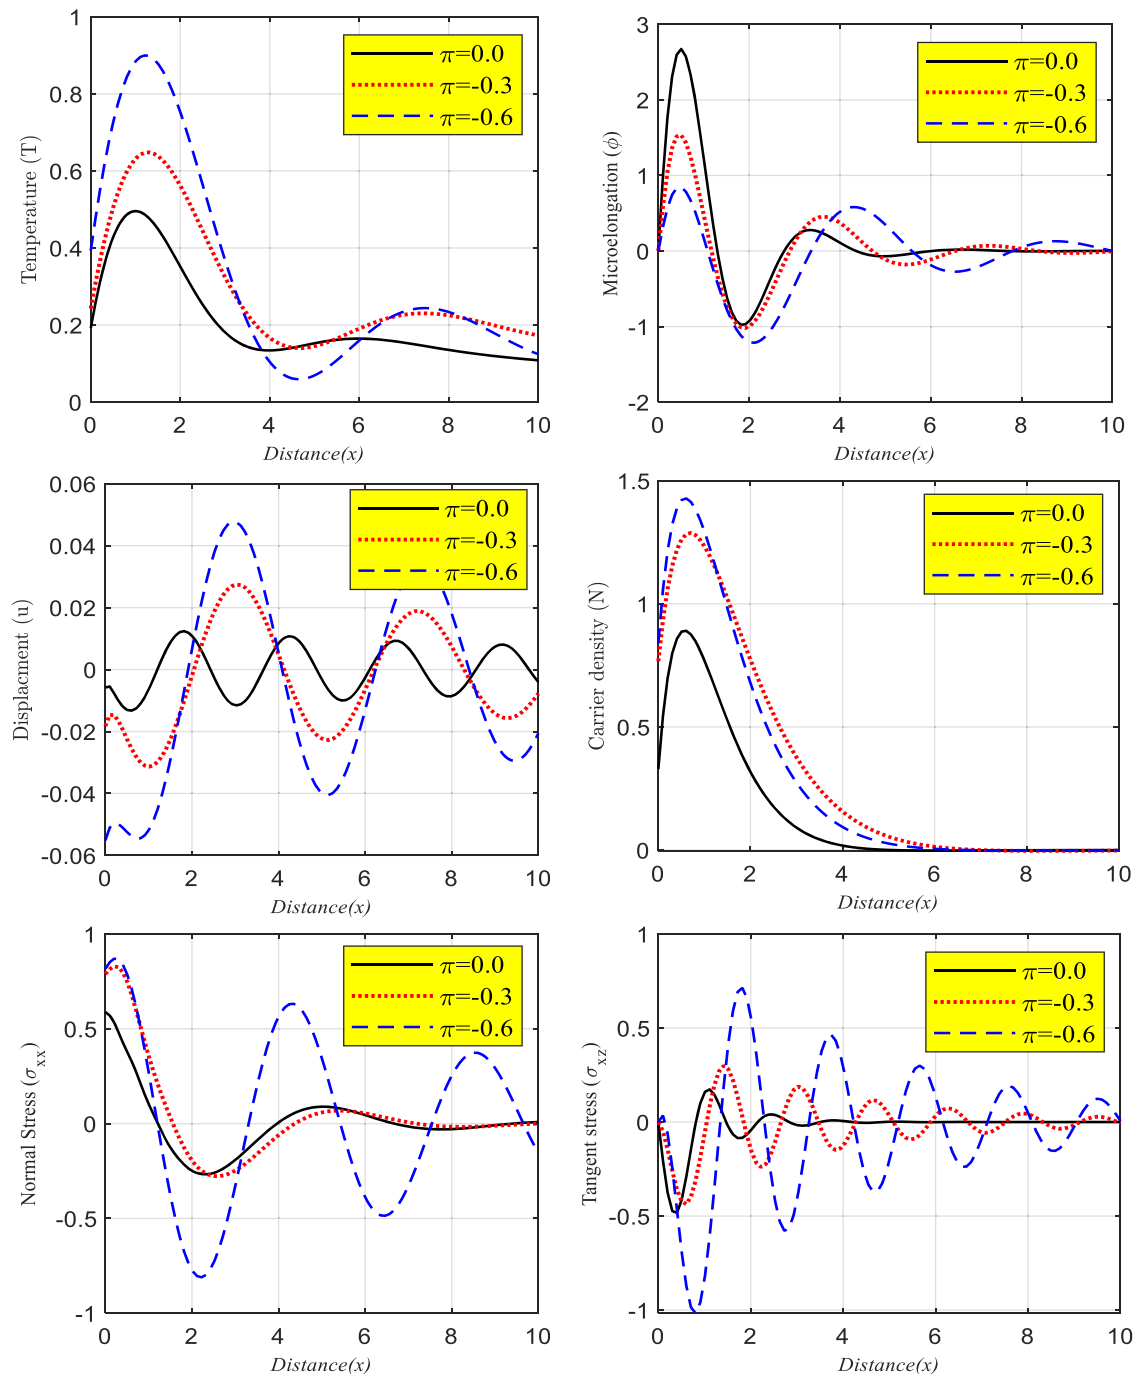 1
0.8
0.6
0.4
0.2
0
Temperature (T)
π=0.0
π=-0.3
π=-0.6
0 2 4 6 8 10
Distance(x)
3
2
1
0
-1
-2
Microelongation (ϕ)
π=0.0
π=-0.3
π=-0.6
0 2 4 6 8 10
Distance(x)
0.06
0.04
0.02
0
-0.02
-0.04
-0.06
Displacment (u)
π=0.0
π=-0.3
π=-0.6
0 2 4 6 8 10
Distance(x)
1.5
1
0.5
0
Carrier density (N)
π=0.0
π=-0.3
π=-0.6
0 2 4 6 8 10
Distance(x)
1
0.5
0
-0.5
-1
Normal Stress (σxx)
π=0.0
π=-0.3
π=-0.6
0 2 4 6 8 10
Distance(x)
1
0.5
0
-0.5
-1
Tangent stress (σxz)
π=0.0
π=-0.3
π=-0.6
0 2 4 6 8 10
Distance(x)